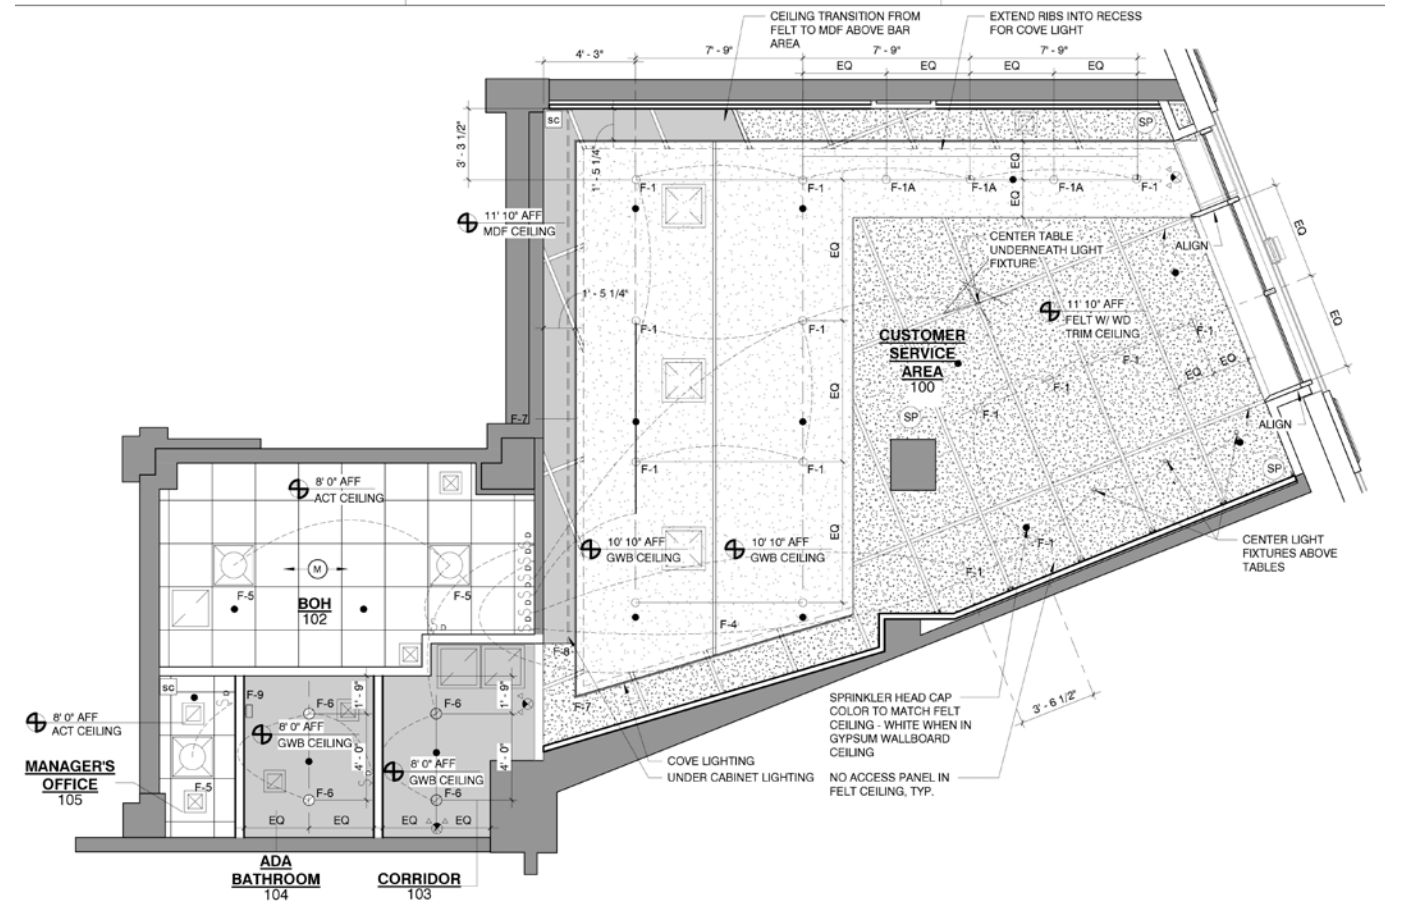 CEILING TRANSITION FROM
FELT TO MDF ABOVE BAR
AREA
EXTEND RIBS INTO RECESS
FOR COVE LIGHT
4' - 3"
7' - 9"
7' - 9"
7' - 9"
EQ
EQ
EQ
EQ
SC
SP
3' - 3 1/2"
1' - 5 1/4"
EQ
EQ
F-1
F-1
F-1A
F-1A
F-1A
F-1
11' 10" AFF
MDF CEILING
EQ
CENTER TABLE
UNDERNEATH LIGHT
FIXTURE
ALIGN
EQ
1' - 5 1/4"
11' 10" AFF
FELT W/ WD
TRIM CEILING
EQ
F-1
F-1
F-1
CUSTOMER
SERVICE
AREA
100
F-1
F-1
EQ
EQ
EQ
F-1
SP
F-7
ALIGN
F-1
F-1
SP
8' 0" AFF
ACT CEILING
EQ
10' 10" AFF
GWB CEILING
10' 10" AFF
GWB CEILING
F-1
CENTER LIGHT
FIXTURES ABOVE
TABLES
M
F-1
F-5
BOH
102
F-5
F-4
F-8
SC
F-9
F-6
1' - 9"
F-6
1' - 9"
F-7
3' - 6 1/2"
SPRINKLER HEAD CAP
COLOR TO MATCH FELT
CEILING - WHITE WHEN IN
GYPSUM WALLBOARD
CEILING
8' 0" AFF
ACT CEILING
8' 0" AFF
GWB CEILING
4' - 0"
8' 0" AFF
GWB CEILING
4' - 0"
COVE LIGHTING
UNDER CABINET LIGHTING
NO ACCESS PANEL IN
FELT CEILING, TYP.
MANAGER'S
OFFICE
105
F-5
F-6
F-6
EQ
EQ
EQ
EQ
ADA
BATHROOM
104
CORRIDOR
103